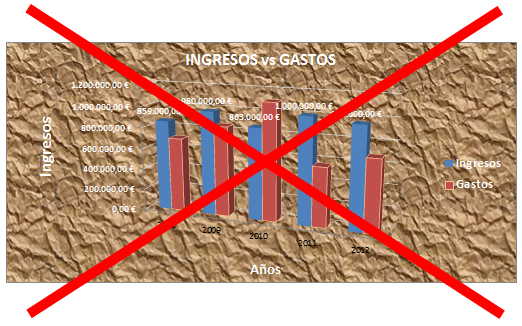 INGRESOS vs GASTOS
Ingresos
1.200.000,00 €
1.000.000,00 €
800.000,00 €
600.000,00 €
400.000,00 €
200.000,00 €
0,00 €
980.000,00 €
1.000.000,00 €
2009
2010
2011
2012
Años
Ingresos
Gastos